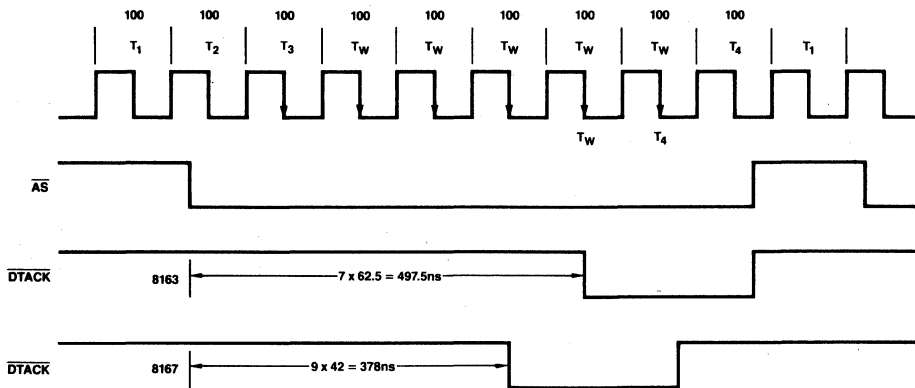 100 100 100 100 100 100 100 100 100
T1 T2 T3 TW TW TW TW TW T4 T1
TW T4
AS
DTACK 8163 7 x 62.5 = 497.5ns
DTACK 8167 9 x 42 = 378ns